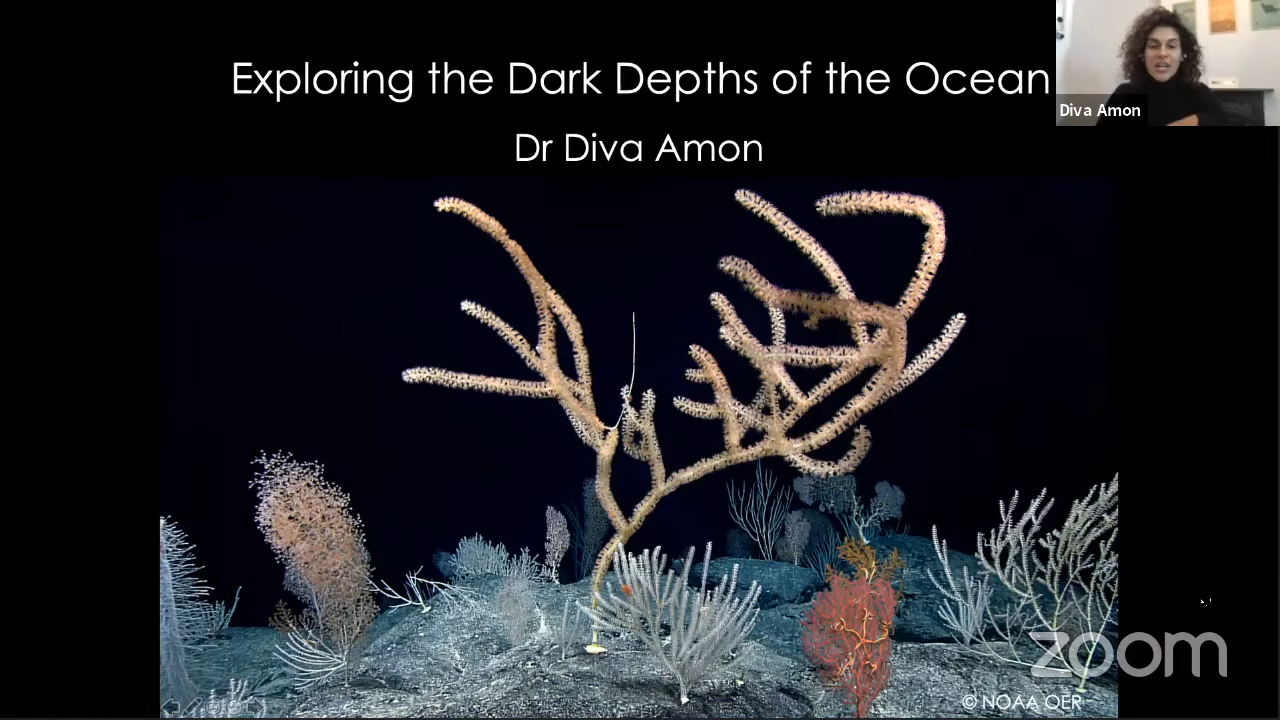 Exploring the Dark Depths of the Ocean
Dr Diva Amon
Diva Amon
zoom
© NOAA OER